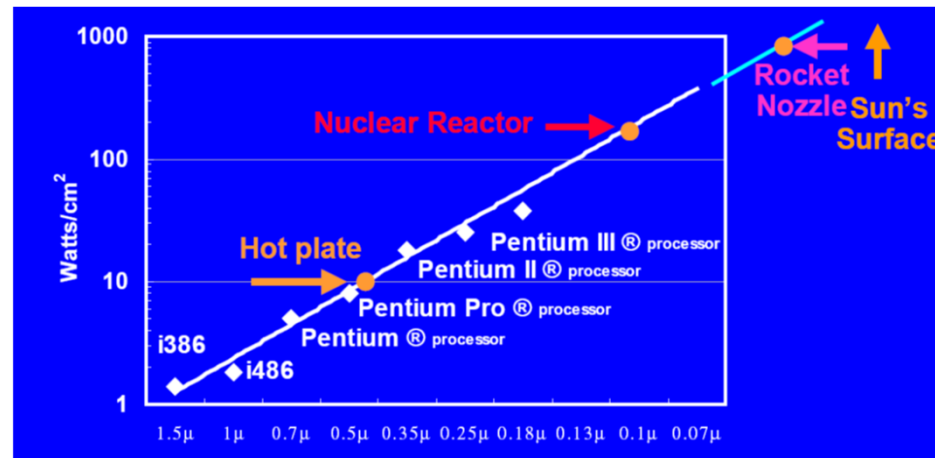 1000
100
10
1
Watts/cm²
Rocket
Nozzle
Sun's
Surface
Nuclear Reactor
Hot plate
Pentium III ® processor
Pentium II ® processor
Pentium Pro ® processor
Pentium ® processor
i386
i486
1.5µ 1µ 0.7µ 0.5µ 0.35µ 0.25µ 0.18µ 0.13µ 0.1µ 0.07µ